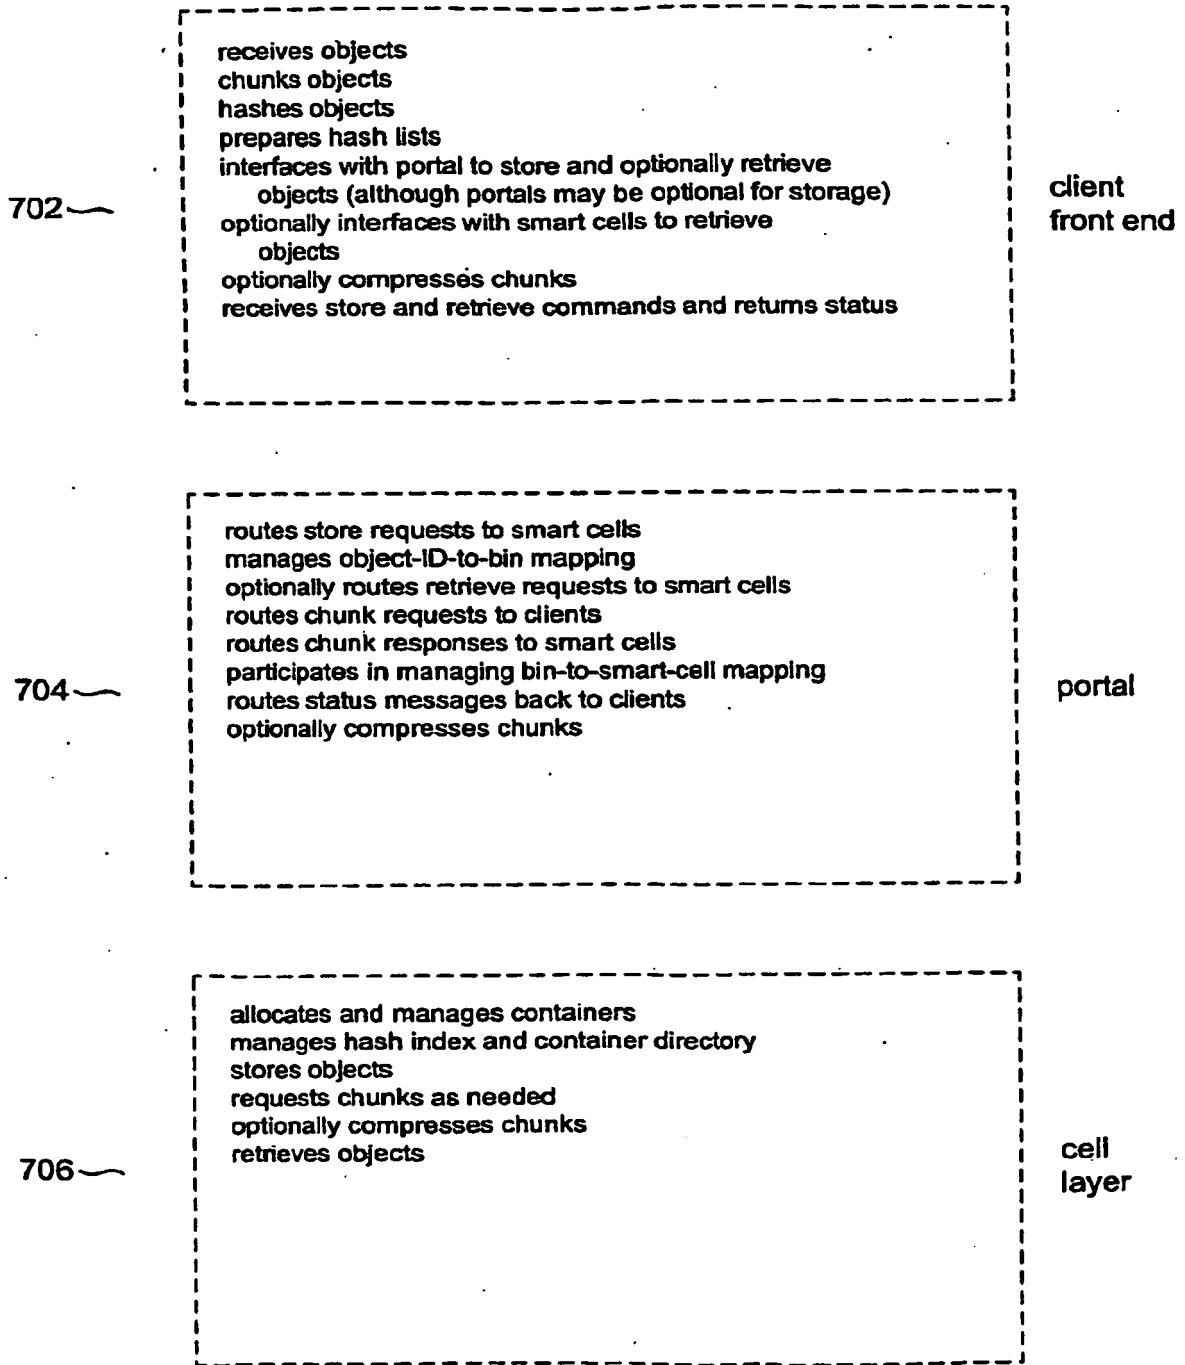 receives objects
chunks objects
hashes objects
prepares hash lists
interfaces with portal to store and optionally retrieve
objects (although portals may be optional for storage)
optionally interfaces with smart cells to retrieve
objects
optionally compresses chunks
receives store and retrieve commands and returns status
702
client
front end
routes store requests to smart cells
manages object-ID-to-bin mapping
optionally routes retrieve requests to smart cells
routes chunk requests to clients
routes chunk responses to smart cells
participates in managing bin-to-smart-cell mapping
routes status messages back to clients
optionally compresses chunks
704
portal
allocates and manages containers
manages hash index and container directory
stores objects
requests chunks as needed
optionally compresses chunks
retrieves objects
706
cell
layer